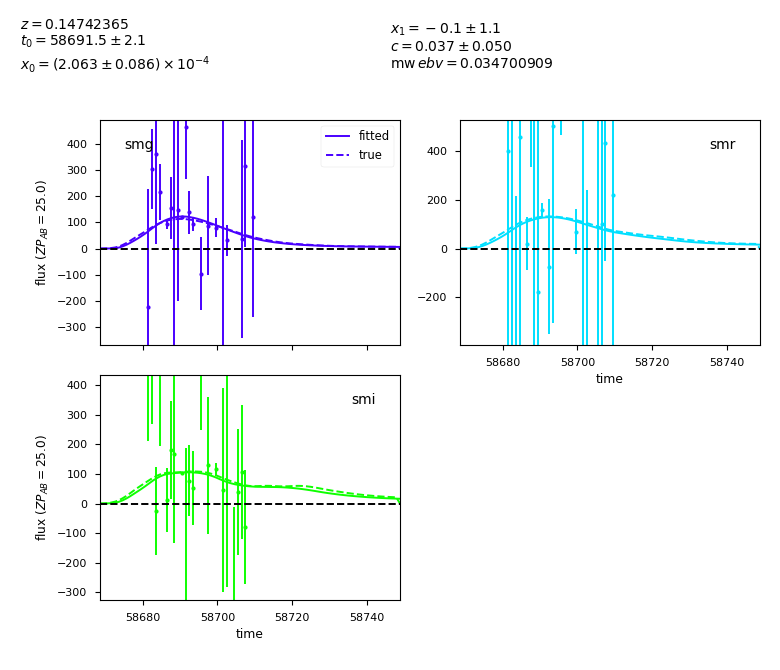 z = 0.14742365
t₀ = 58691.5 ± 2.1
x₀ = (2.063 ± 0.086) × 10⁻⁴
x₁ = −0.1 ± 1.1
c = 0.037 ± 0.050
mw ebv = 0.034700909
smg
fitted
true
400
300
200
100
0
−100
−200
−300
flux (ZP_AB = 25.0)
smr
400
200
0
−200
58680 58700 58720 58740
time
smi
400
300
200
100
0
−100
−200
−300
flux (ZP_AB = 25.0)
58680 58700 58720 58740
time